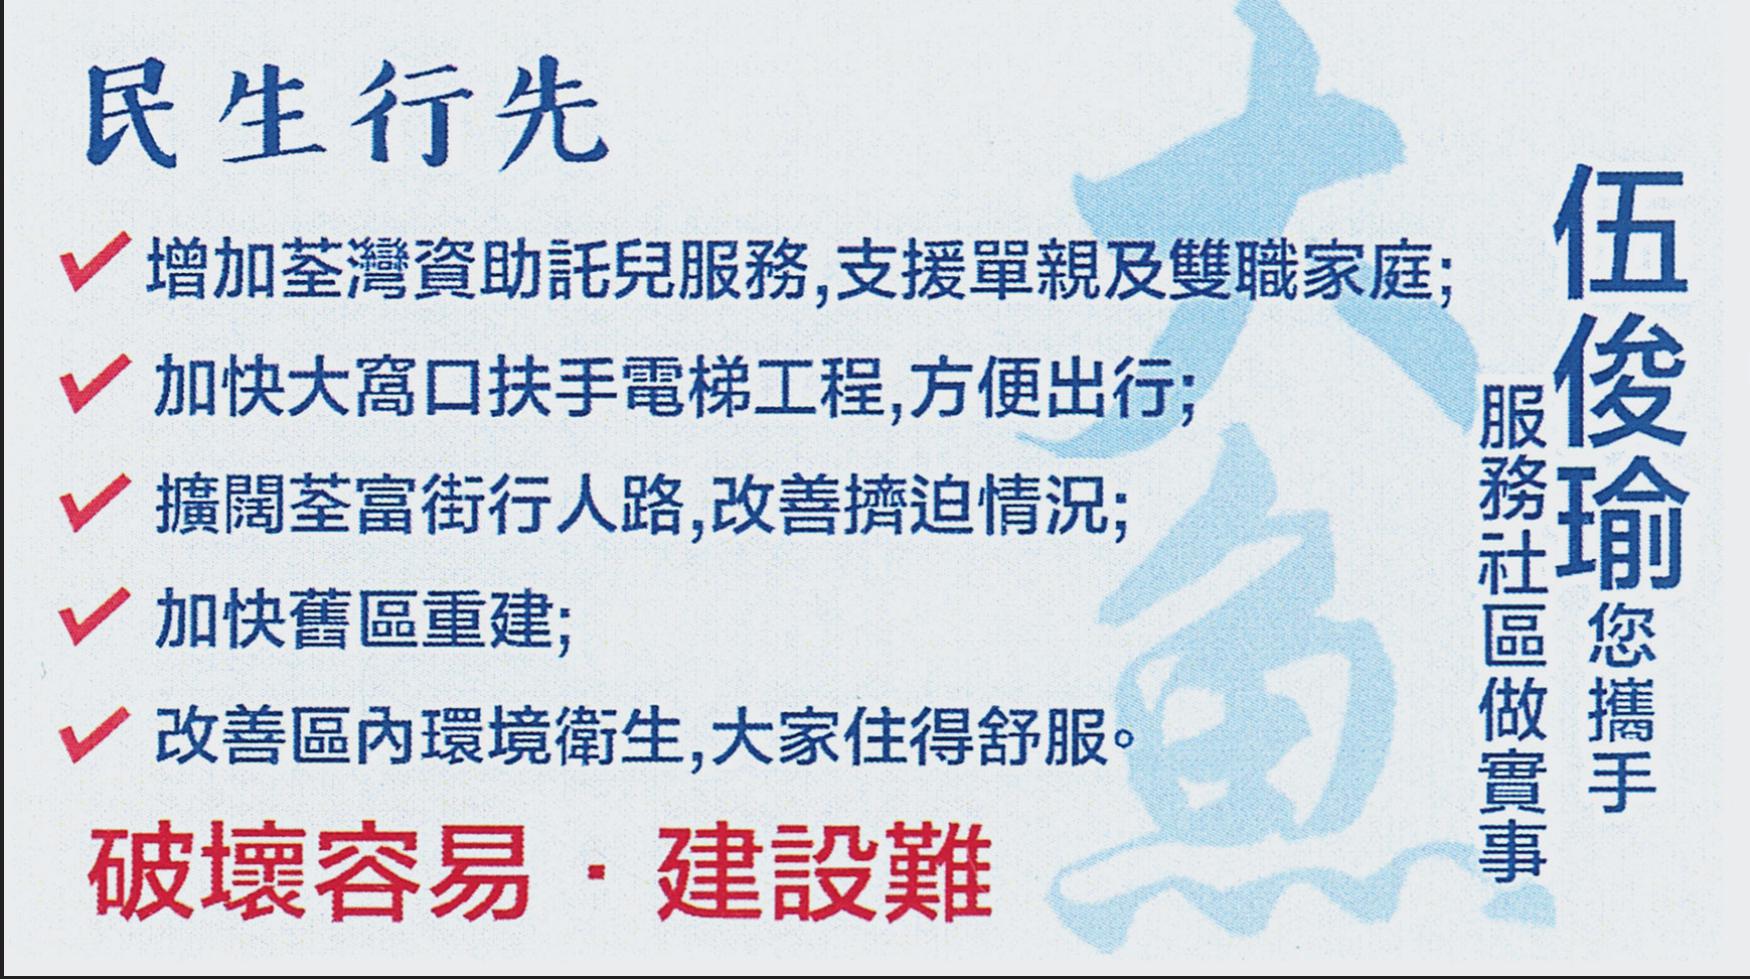 民生行先
增加荃灣資助託兒服務,支援單親及雙職家庭;
加快大窩口扶手電梯工程,方便出行;
擴闊荃富街行人路,改善擠迫情況;
加快舊區重建;
改善區內環境衛生,大家住得舒服。
破壞容易·建設難
大魚
伍俊瑜您攜手
服務社區做實事